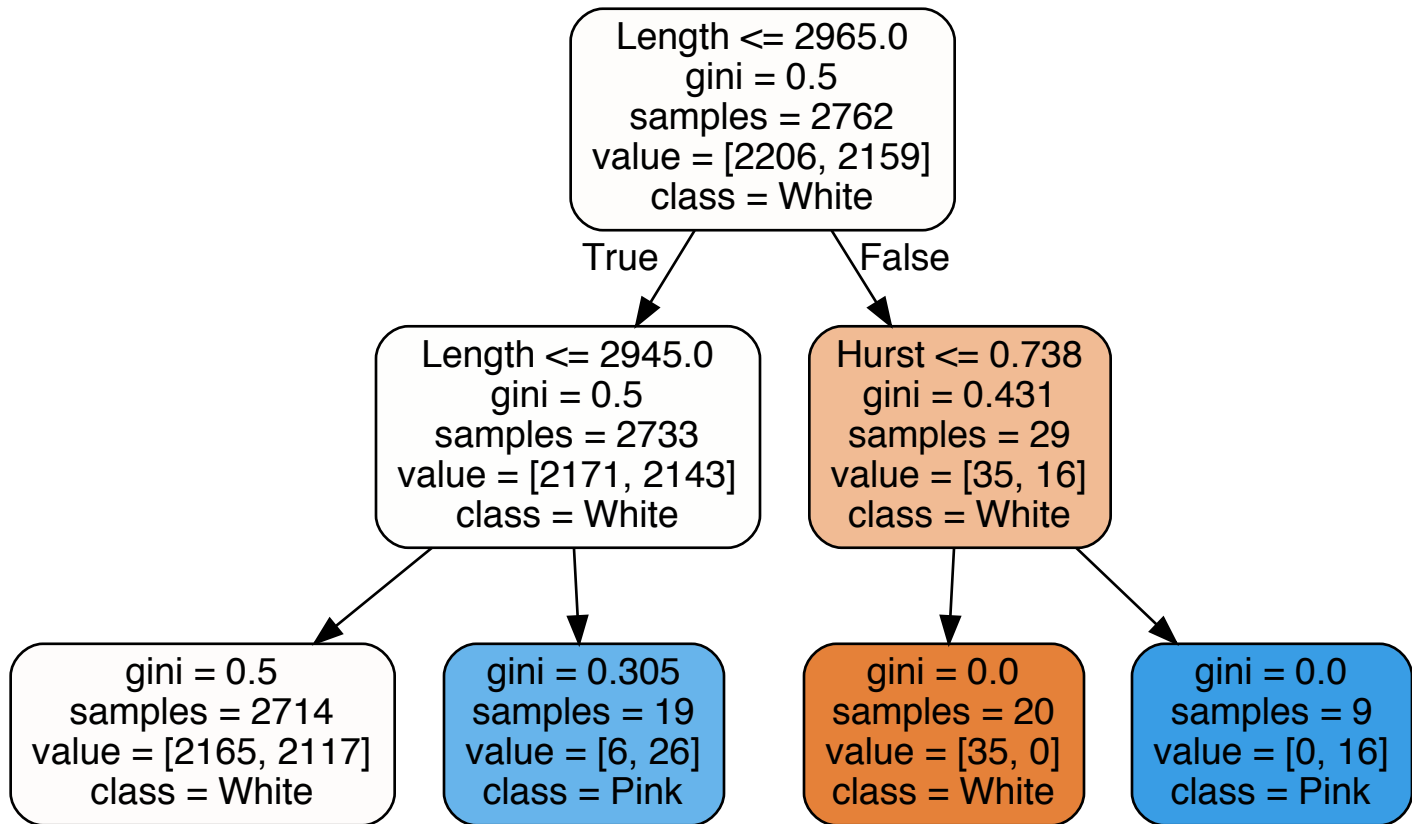 Length <= 2965.0
gini = 0.5
samples = 2762
value = [2206, 2159]
class = White
True
False
Length <= 2945.0
gini = 0.5
samples = 2733
value = [2171, 2143]
class = White
Hurst <= 0.738
gini = 0.431
samples = 29
value = [35, 16]
class = White
gini = 0.5
samples = 2714
value = [2165, 2117]
class = White
gini = 0.305
samples = 19
value = [6, 26]
class = Pink
gini = 0.0
samples = 20
value = [35, 0]
class = White
gini = 0.0
samples = 9
value = [0, 16]
class = Pink